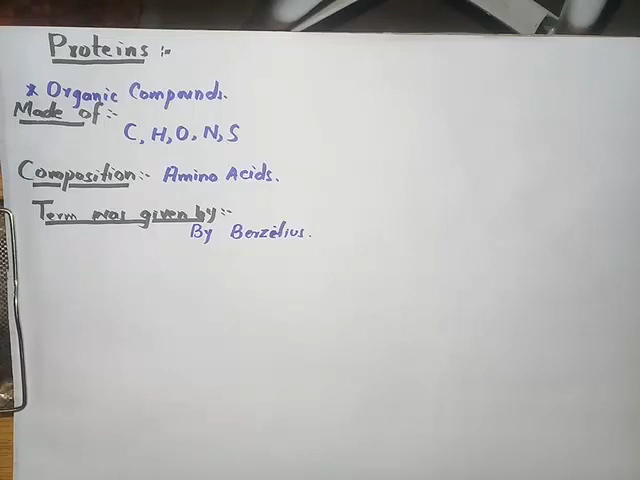 Proteins :-
* Organic Compounds.
Made of :-
C, H, O, N, S
Composition :- Amino Acids.
Term was given by :-
By Berzelius.